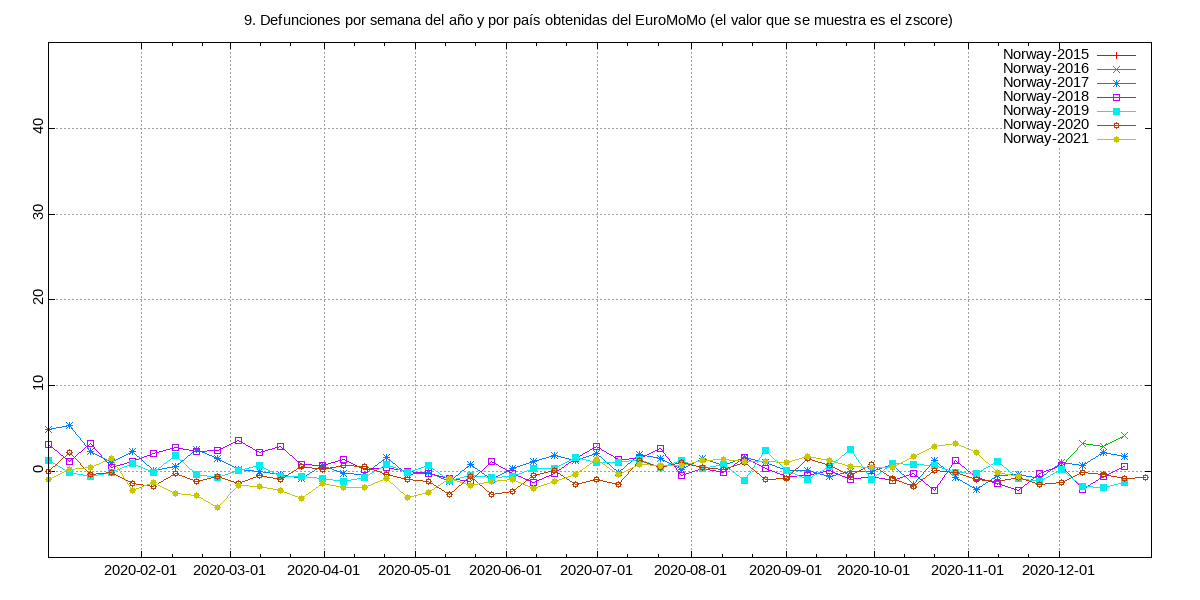 9. Defunciones por semana del año y por país obtenidas del EuroMoMo (el valor que se muestra es el zscore)
Norway-2015
Norway-2016
Norway-2017
Norway-2018
Norway-2019
Norway-2020
Norway-2021
40
30
20
10
0
2020-02-01 2020-03-01 2020-04-01 2020-05-01 2020-06-01 2020-07-01 2020-08-01 2020-09-01 2020-10-01 2020-11-01 2020-12-01